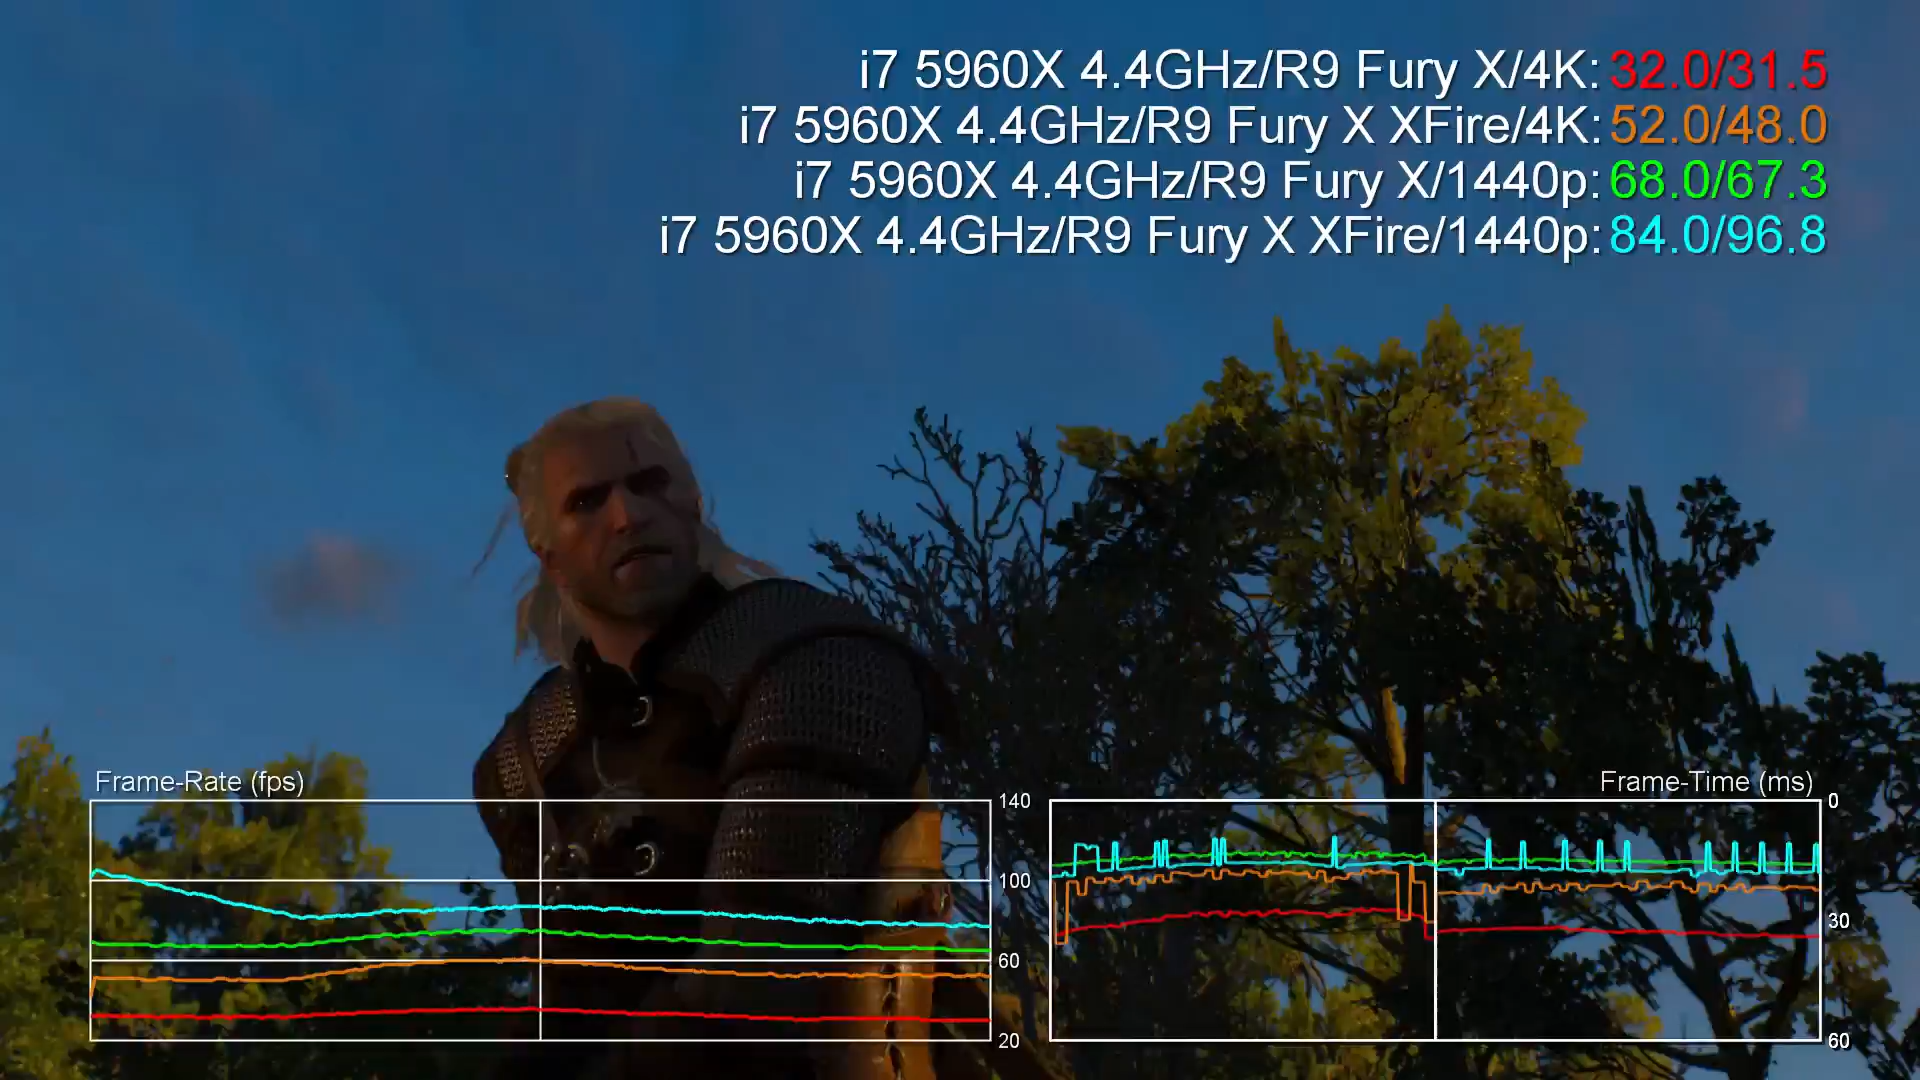 i7 5960X 4.4GHz/R9 Fury X/4K: 32.0/31.5
i7 5960X 4.4GHz/R9 Fury X XFire/4K: 52.0/48.0
i7 5960X 4.4GHz/R9 Fury X/1440p: 68.0/67.3
i7 5960X 4.4GHz/R9 Fury X XFire/1440p: 84.0/96.8
Frame-Rate (fps)
140
100
60
20
Frame-Time (ms)
0
30
60